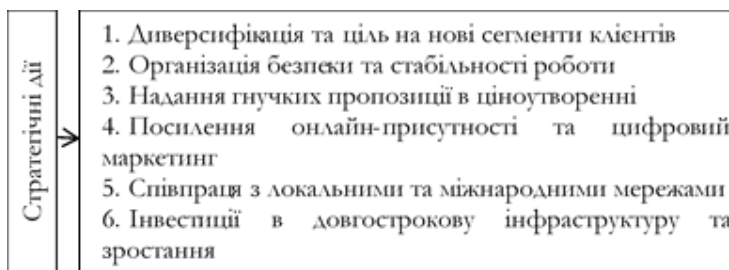 Стратегічні дії
1. Диверсифікація та ціль на нові сегменти клієнтів
2. Організація безпеки та стабільності роботи
3. Надання гнучких пропозиції в ціноутворенні
4. Посилення онлайн-присутності та цифровий
маркетинг
5. Співпраця з локальними та міжнародними мережами
6. Інвестиції в довгострокову інфраструктуру та
зростання